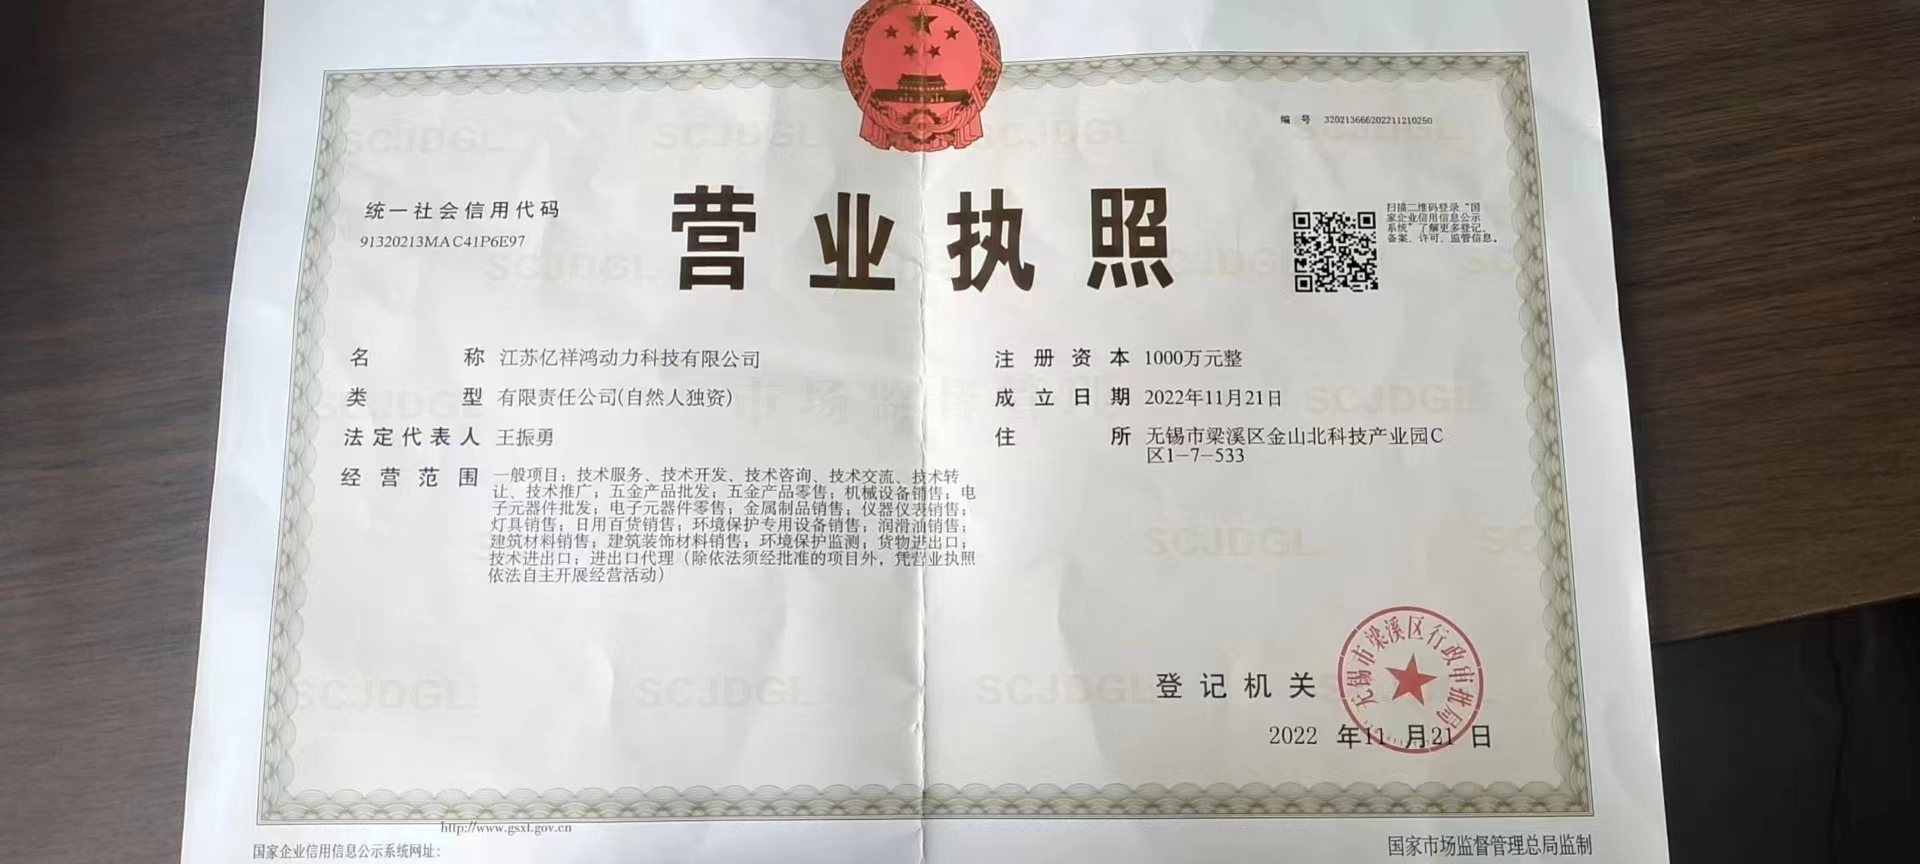 编 号 320213666202211210250
统一社会信用代码
91320213MAC41P6E97
营业执照
扫描二维码登录“国
家企业信用信息公示
系统”了解更多登记、
备案、许可、监管信息。
名 称 江苏亿祥鸿动力科技有限公司
类 型 有限责任公司(自然人独资)
法定代表人 王振勇
经营范围 一般项目：技术服务、技术开发、技术咨询、技术交流、技术转
让、技术推广；五金产品批发；五金产品零售；机械设备销售；电
子元器件批发；电子元器件零售；金属制品销售；仪器仪表销售；
灯具销售；日用百货销售；环境保护专用设备销售；润滑油销售；
建筑材料销售；建筑装饰材料销售；环境保护监测；货物进出口；
技术进出口；进出口代理（除依法须经批准的项目外，凭营业执照
依法自主开展经营活动）
注册资本 1000万元整
成立日期 2022年11月21日
住 所 无锡市梁溪区金山北科技产业园C
区1-7-533
登记机关
无锡市梁溪区行政审批局
2022 年11 月21 日
http://www.gsxt.gov.cn
国家企业信用信息公示系统网址：
国家市场监督管理总局监制